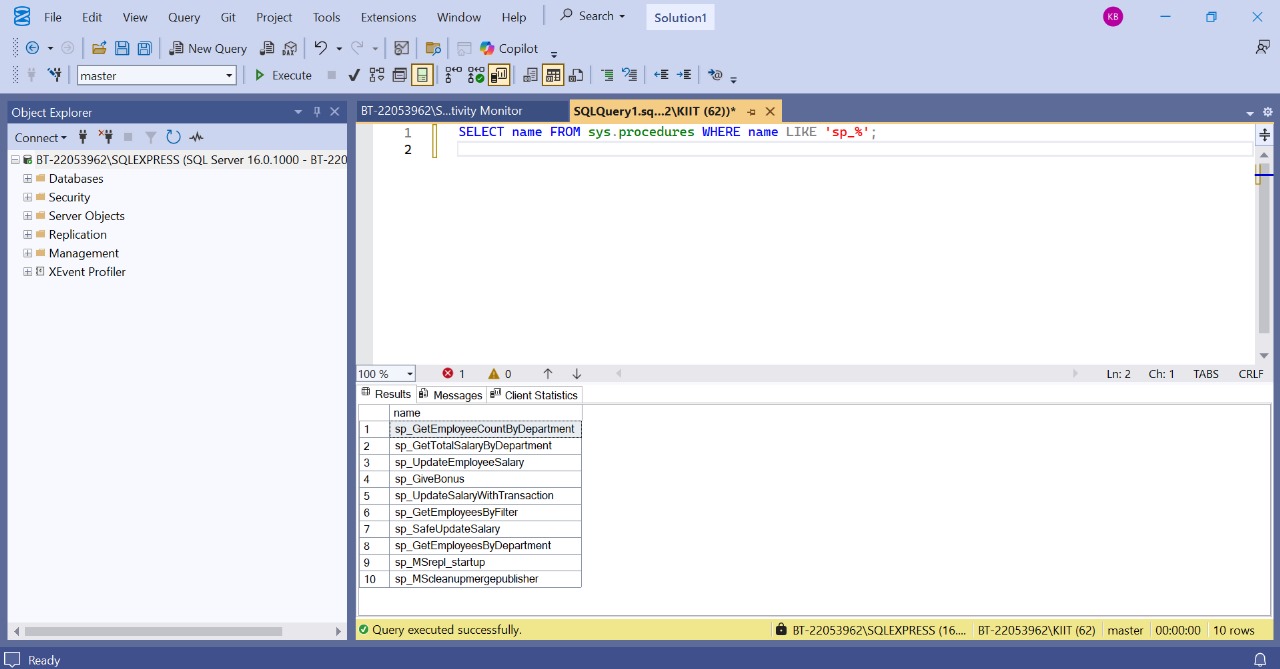 File Edit View Query Git Project Tools Extensions Window Help Search Solution1 KB
New Query DAX Copilot
master Execute
Object Explorer
Connect
BT-22053962\SQLEXPRESS (SQL Server 16.0.1000 - BT-220
Databases
Security
Server Objects
Replication
Management
XEvent Profiler
BT-22053962\S...tivity Monitor SQLQuery1.sq...2\KIIT (62))*
1 SELECT name FROM sys.procedures WHERE name LIKE 'sp_%';
2
100 % 1 0 Ln: 2 Ch: 1 TABS CRLF
Results Messages Client Statistics
name
1 sp_GetEmployeeCountByDepartment
2 sp_GetTotalSalaryByDepartment
3 sp_UpdateEmployeeSalary
4 sp_GiveBonus
5 sp_UpdateSalaryWithTransaction
6 sp_GetEmployeesByFilter
7 sp_SafeUpdateSalary
8 sp_GetEmployeesByDepartment
9 sp_MSrepl_startup
10 sp_MScleanupmergepublisher
Query executed successfully. BT-22053962\SQLEXPRESS (16.... BT-22053962\KIIT (62) master 00:00:00 10 rows
Ready